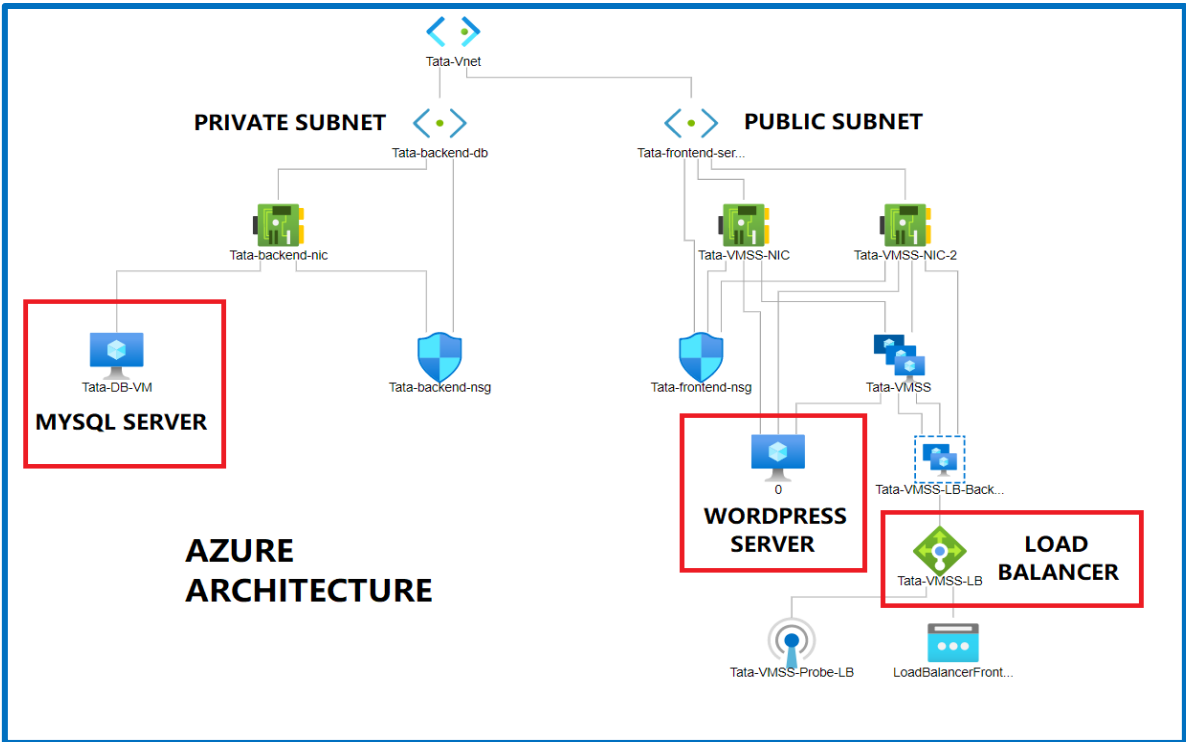 Tata-Vnet
PRIVATE SUBNET
PUBLIC SUBNET
Tata-backend-db
Tata-frontend-ser...
Tata-backend-nic
Tata-VMSS-NIC
Tata-VMSS-NIC-2
Tata-DB-VM
Tata-backend-nsg
Tata-frontend-nsg
Tata-VMSS
MYSQL SERVER
0
Tata-VMSS-LB-Back...
WORDPRESS
SERVER
AZURE
ARCHITECTURE
LOAD
BALANCER
Tata-VMSS-LB
Tata-VMSS-Probe-LB
LoadBalancerFront...